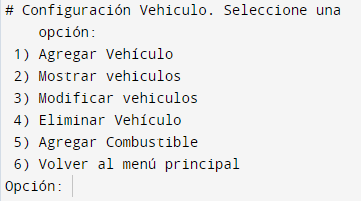 # Configuración Vehiculo. Seleccione una
opción:
1) Agregar Vehículo
2) Mostrar vehiculos
3) Modificar vehiculos
4) Eliminar Vehículo
5) Agregar Combustible
6) Volver al menú principal
Opción: